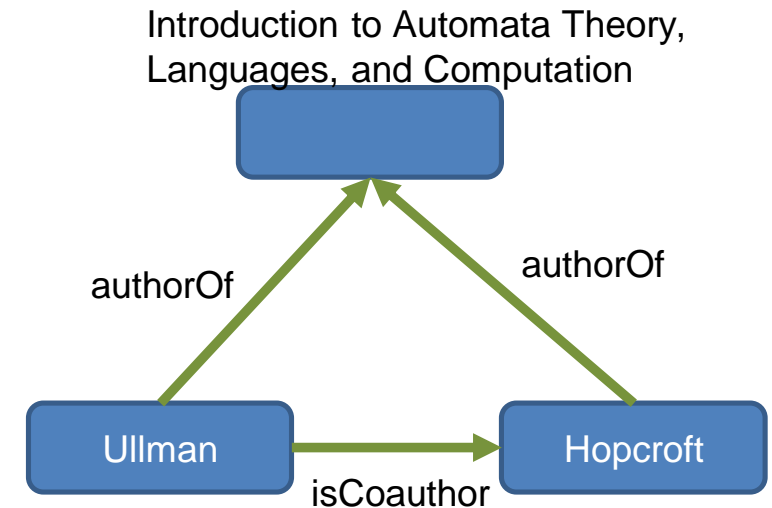 Introduction to Automata Theory,
Languages, and Computation
authorOf
authorOf
Ullman
Hopcroft
isCoauthor